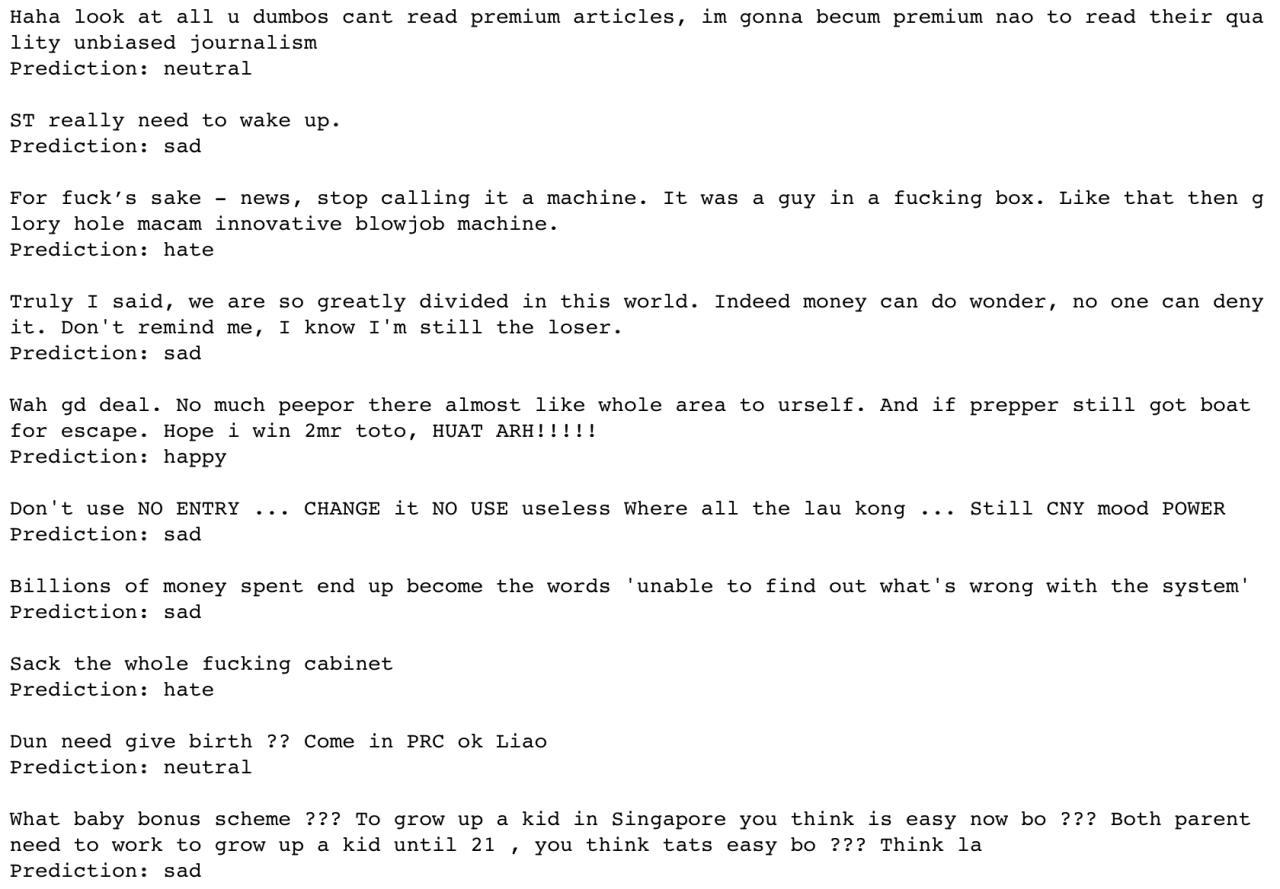 Haha look at all u dumbos cant read premium articles, im gonna becum premium nao to read their qua
lity unbiased journalism
Prediction: neutral
ST really need to wake up.
Prediction: sad
For fuck’s sake – news, stop calling it a machine. It was a guy in a fucking box. Like that then g
lory hole macam innovative blowjob machine.
Prediction: hate
Truly I said, we are so greatly divided in this world. Indeed money can do wonder, no one can deny
it. Don't remind me, I know I'm still the loser.
Prediction: sad
Wah gd deal. No much peepor there almost like whole area to urself. And if prepper still got boat
for escape. Hope i win 2mr toto, HUAT ARH!!!!!
Prediction: happy
Don't use NO ENTRY ... CHANGE it NO USE useless Where all the lau kong ... Still CNY mood POWER
Prediction: sad
Billions of money spent end up become the words 'unable to find out what's wrong with the system'
Prediction: sad
Sack the whole fucking cabinet
Prediction: hate
Dun need give birth ?? Come in PRC ok Liao
Prediction: neutral
What baby bonus scheme ??? To grow up a kid in Singapore you think is easy now bo ??? Both parent
need to work to grow up a kid until 21 , you think tats easy bo ??? Think la
Prediction: sad